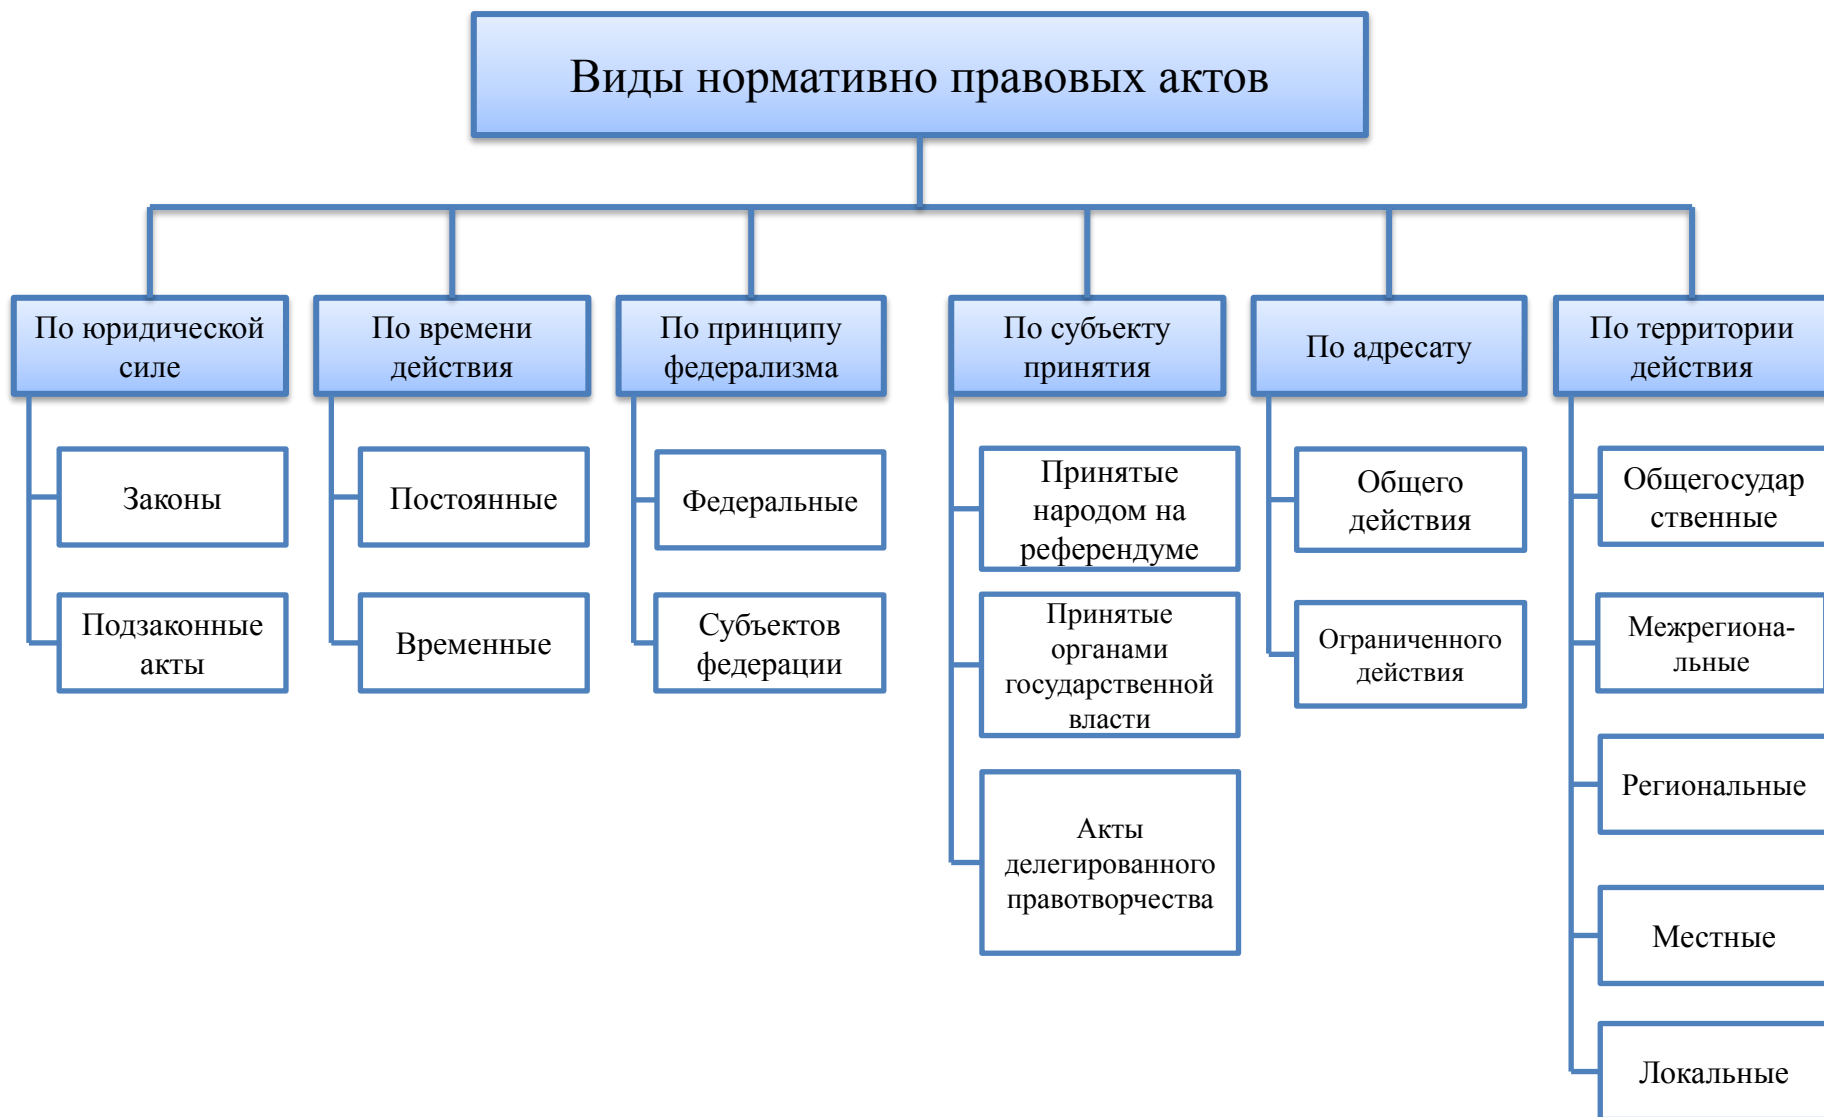 Виды нормативно правовых актов
По юридической
силе
Законы
Подзаконные
акты
По времени
действия
Постоянные
Временные
По принципу
федерализма
Федеральные
Субъектов
федерации
По субъекту
принятия
Принятые
народом на
референдуме
Принятые
органами
государственной
власти
Акты
делегированного
правотворчества
По адресату
Общего
действия
Ограниченного
действия
По территории
действия
Общегосудар
ственные
Межрегиона-
льные
Региональные
Местные
Локальные